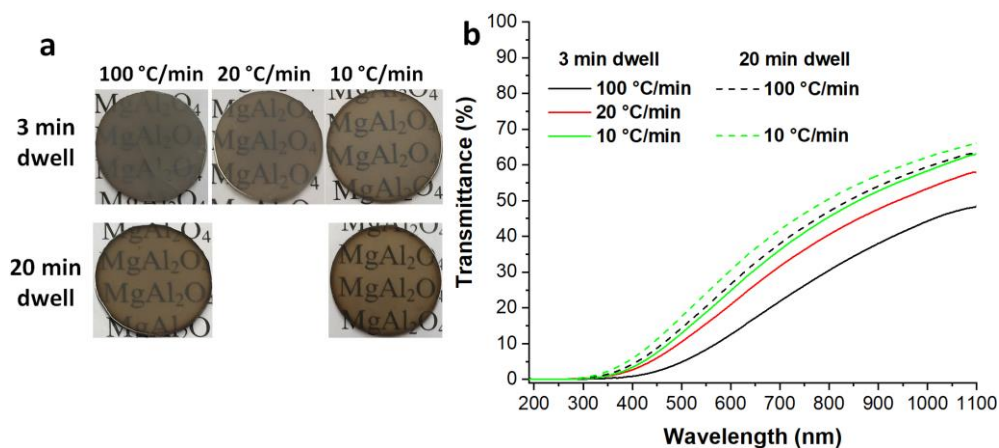 a
100 °C/min 20 °C/min 10 °C/min
3 min dwell
MgAl₂O₄
MgAl₂O₄
MgAl₂O₄
20 min dwell
MgAl₂O₄
MgAl₂O₄
b
Transmittance (%)
100
90
80
70
60
50
40
30
20
10
0
3 min dwell 20 min dwell
100 °C/min 100 °C/min
20 °C/min
10 °C/min 10 °C/min
200 300 400 500 600 700 800 900 1000 1100
Wavelength (nm)